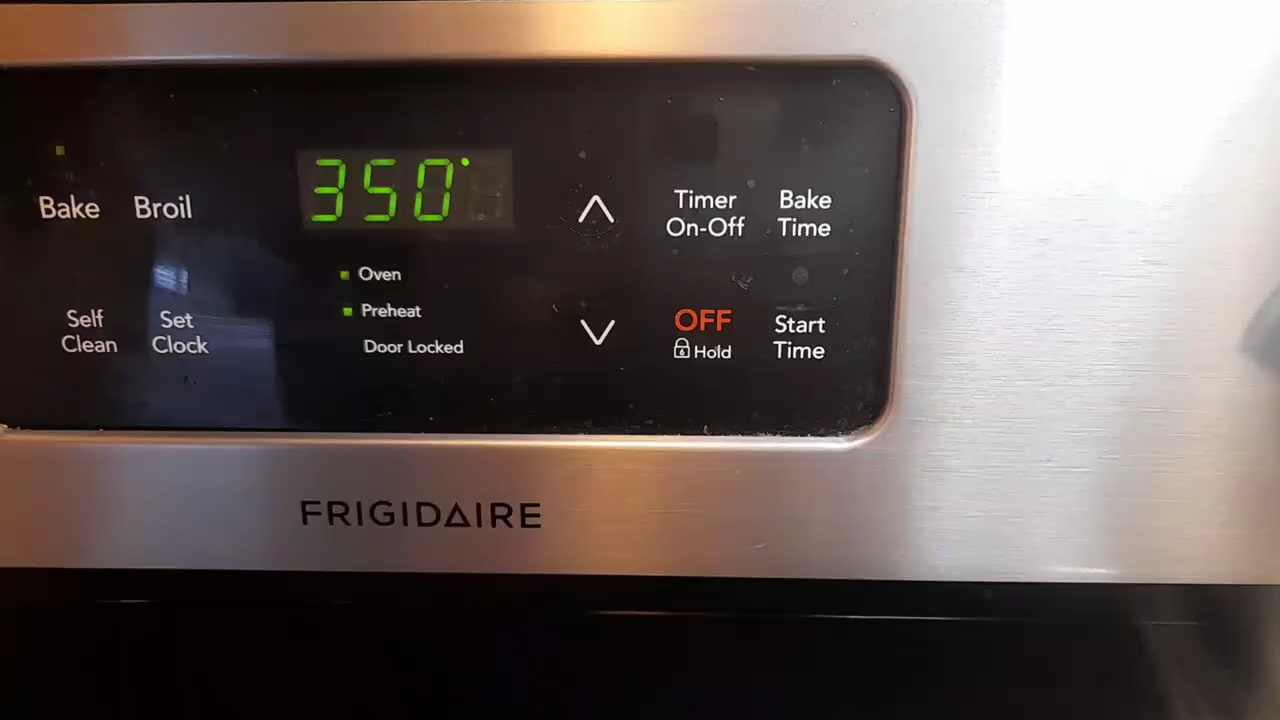 350°
Bake
Broil
Timer
On-Off
Bake
Time
Oven
Preheat
Door Locked
Self
Clean
Set
Clock
OFF
Hold
Start
Time
FRIGIDAIRE